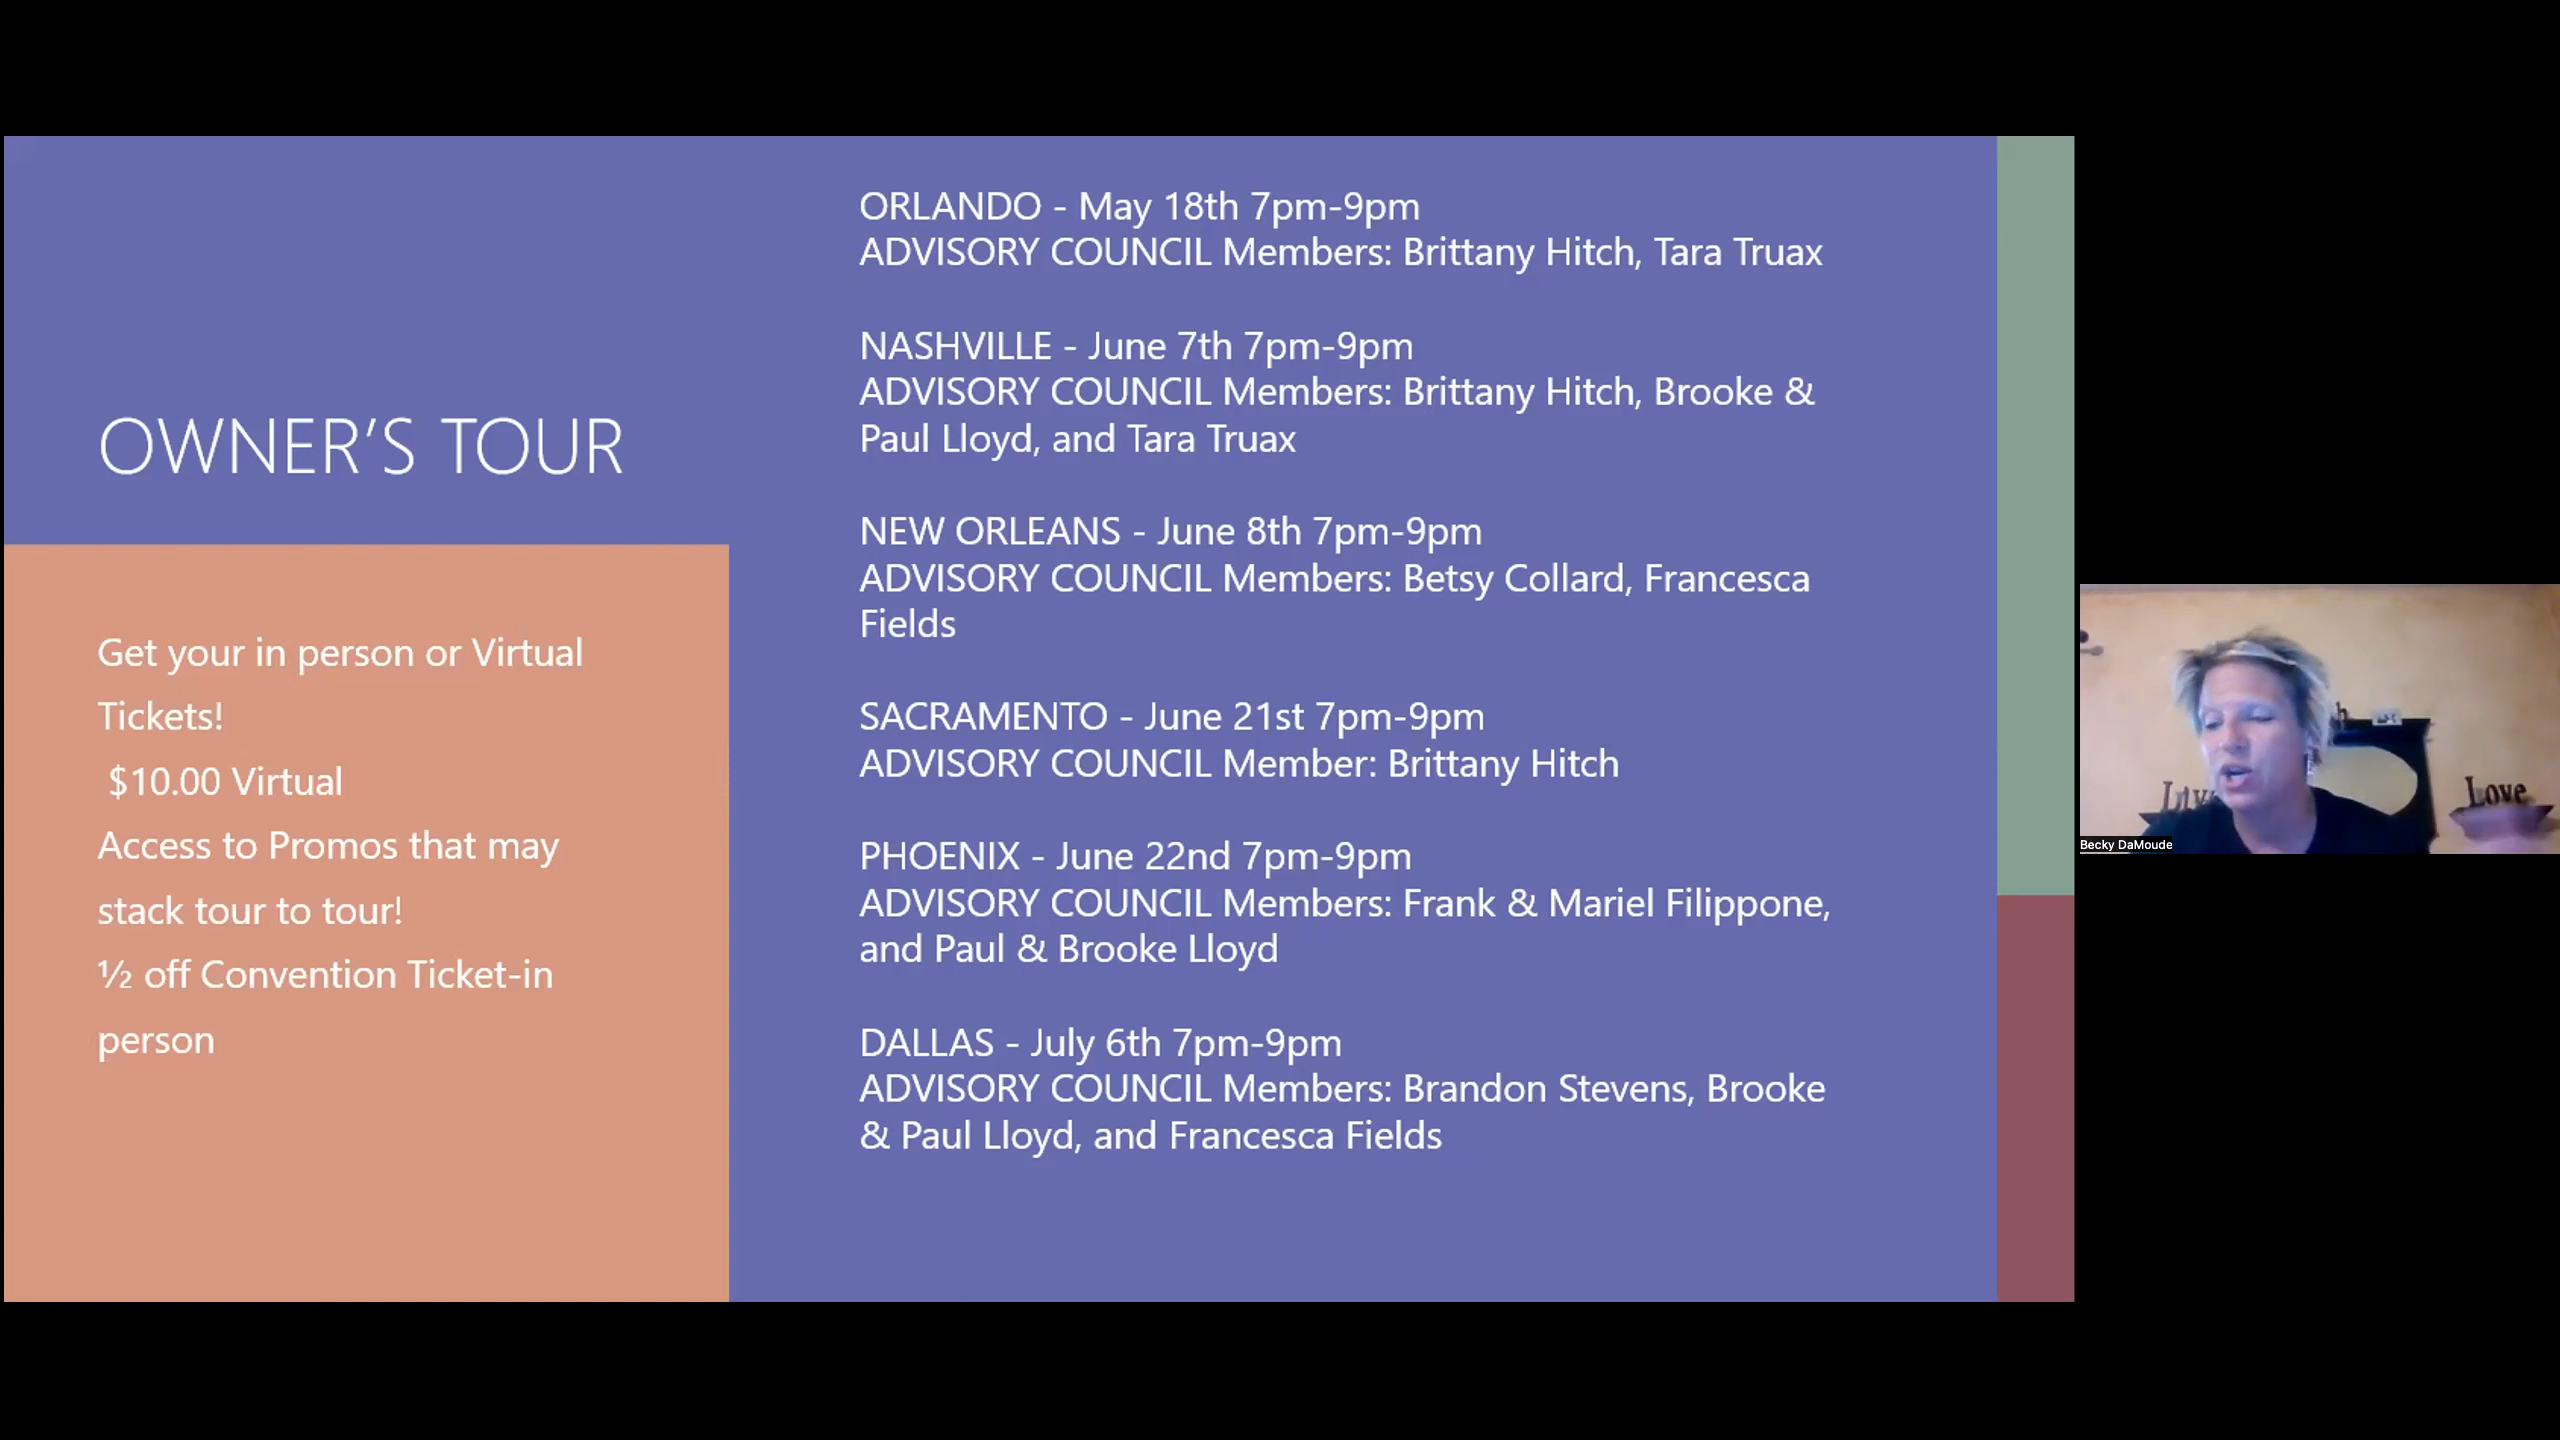 OWNER’S TOUR
Get your in person or Virtual
Tickets!
$10.00 Virtual
Access to Promos that may
stack tour to tour!
½ off Convention Ticket-in
person
ORLANDO - May 18th 7pm-9pm
ADVISORY COUNCIL Members: Brittany Hitch, Tara Truax
NASHVILLE - June 7th 7pm-9pm
ADVISORY COUNCIL Members: Brittany Hitch, Brooke &
Paul Lloyd, and Tara Truax
NEW ORLEANS - June 8th 7pm-9pm
ADVISORY COUNCIL Members: Betsy Collard, Francesca
Fields
SACRAMENTO - June 21st 7pm-9pm
ADVISORY COUNCIL Member: Brittany Hitch
PHOENIX - June 22nd 7pm-9pm
ADVISORY COUNCIL Members: Frank & Mariel Filippone,
and Paul & Brooke Lloyd
DALLAS - July 6th 7pm-9pm
ADVISORY COUNCIL Members: Brandon Stevens, Brooke
& Paul Lloyd, and Francesca Fields
Love
Becky DaMoude